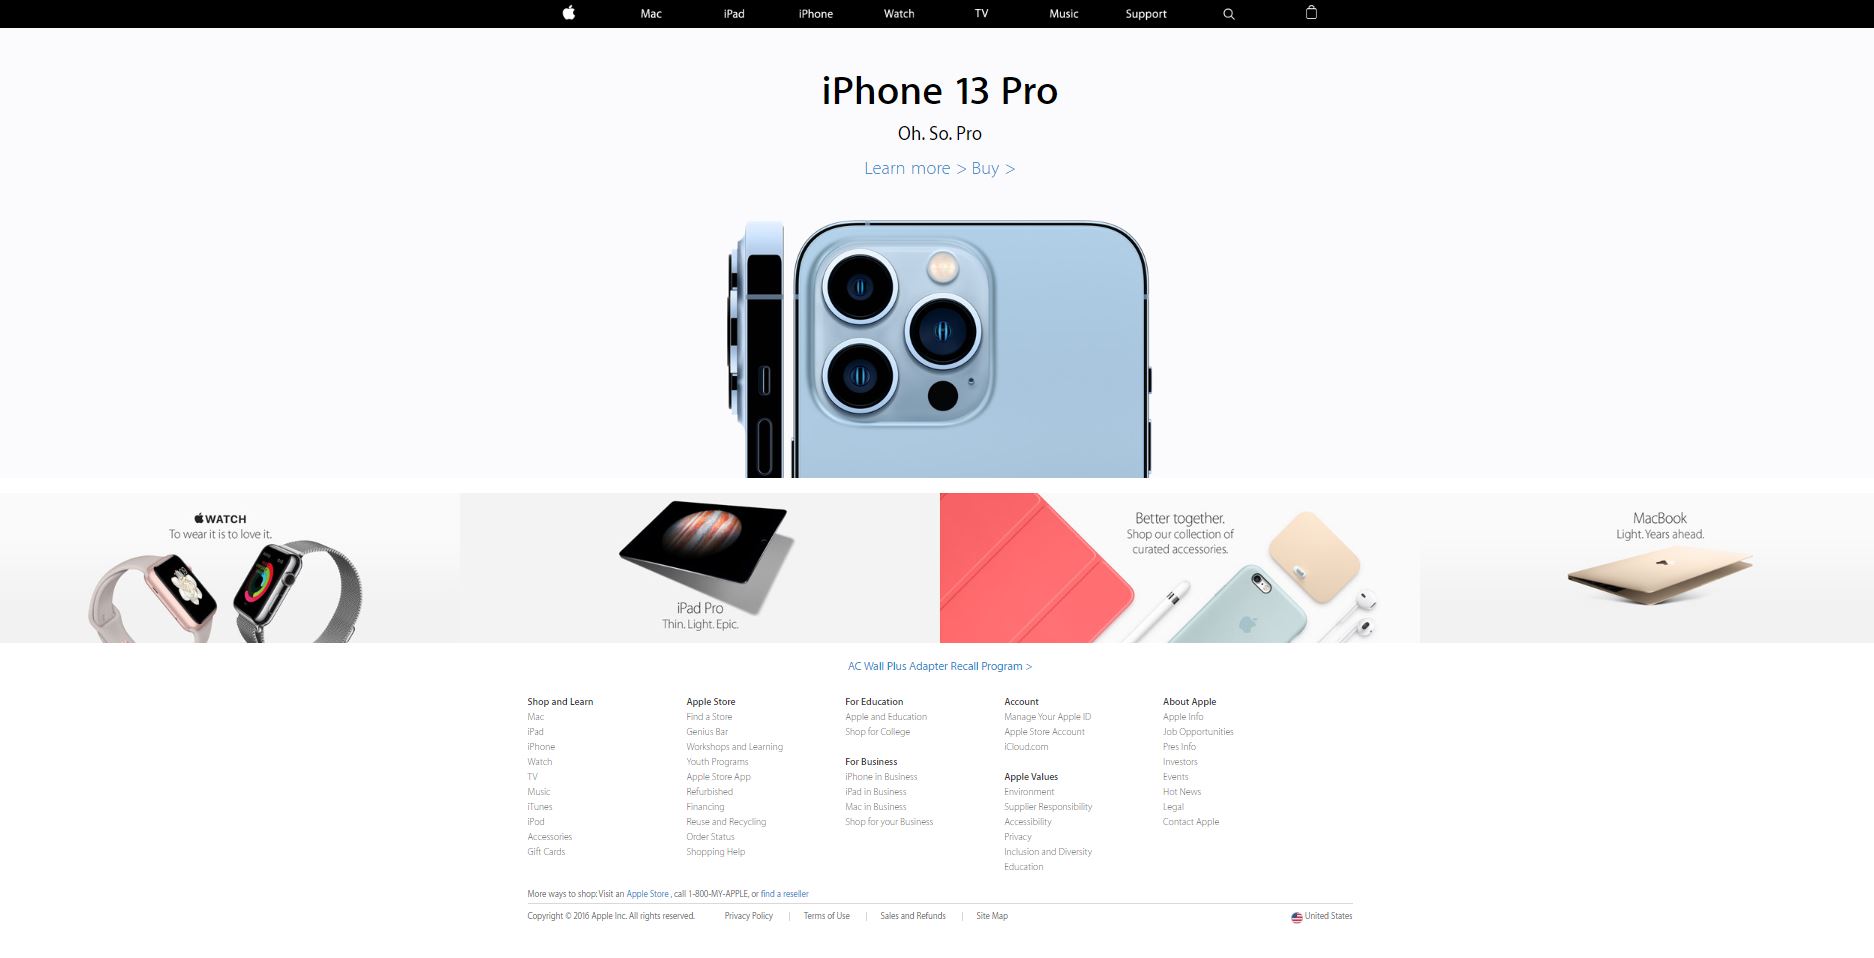 Mac iPad iPhone Watch TV Music Support
iPhone 13 Pro
Oh. So. Pro
Learn more > Buy >
WATCH
To wear it is to love it.
iPad Pro
Thin. Light. Epic.
Better together.
Shop our collection of
curated accessories.
MacBook
Light. Years ahead.
AC Wall Plus Adapter Recall Program >
Shop and Learn
Mac
iPad
iPhone
Watch
TV
Music
iTunes
iPod
Accessories
Gift Cards
Apple Store
Find a Store
Genius Bar
Workshops and Learning
Youth Programs
Apple Store App
Refurbished
Financing
Reuse and Recycling
Order Status
Shopping Help
For Education
Apple and Education
Shop for College
For Business
iPhone in Business
iPad in Business
Mac in Business
Shop for your Business
Account
Manage Your Apple ID
Apple Store Account
iCloud.com
Apple Values
Environment
Supplier Responsibility
Accessibility
Privacy
Inclusion and Diversity
Education
About Apple
Apple Info
Job Opportunities
Pres Info
Investors
Events
Hot News
Legal
Contact Apple
More ways to shop: Visit an Apple Store , call 1-800-MY-APPLE, or find a reseller
Copyright © 2016 Apple Inc. All rights reserved. Privacy Policy | Terms of Use | Sales and Refunds | Site Map United States